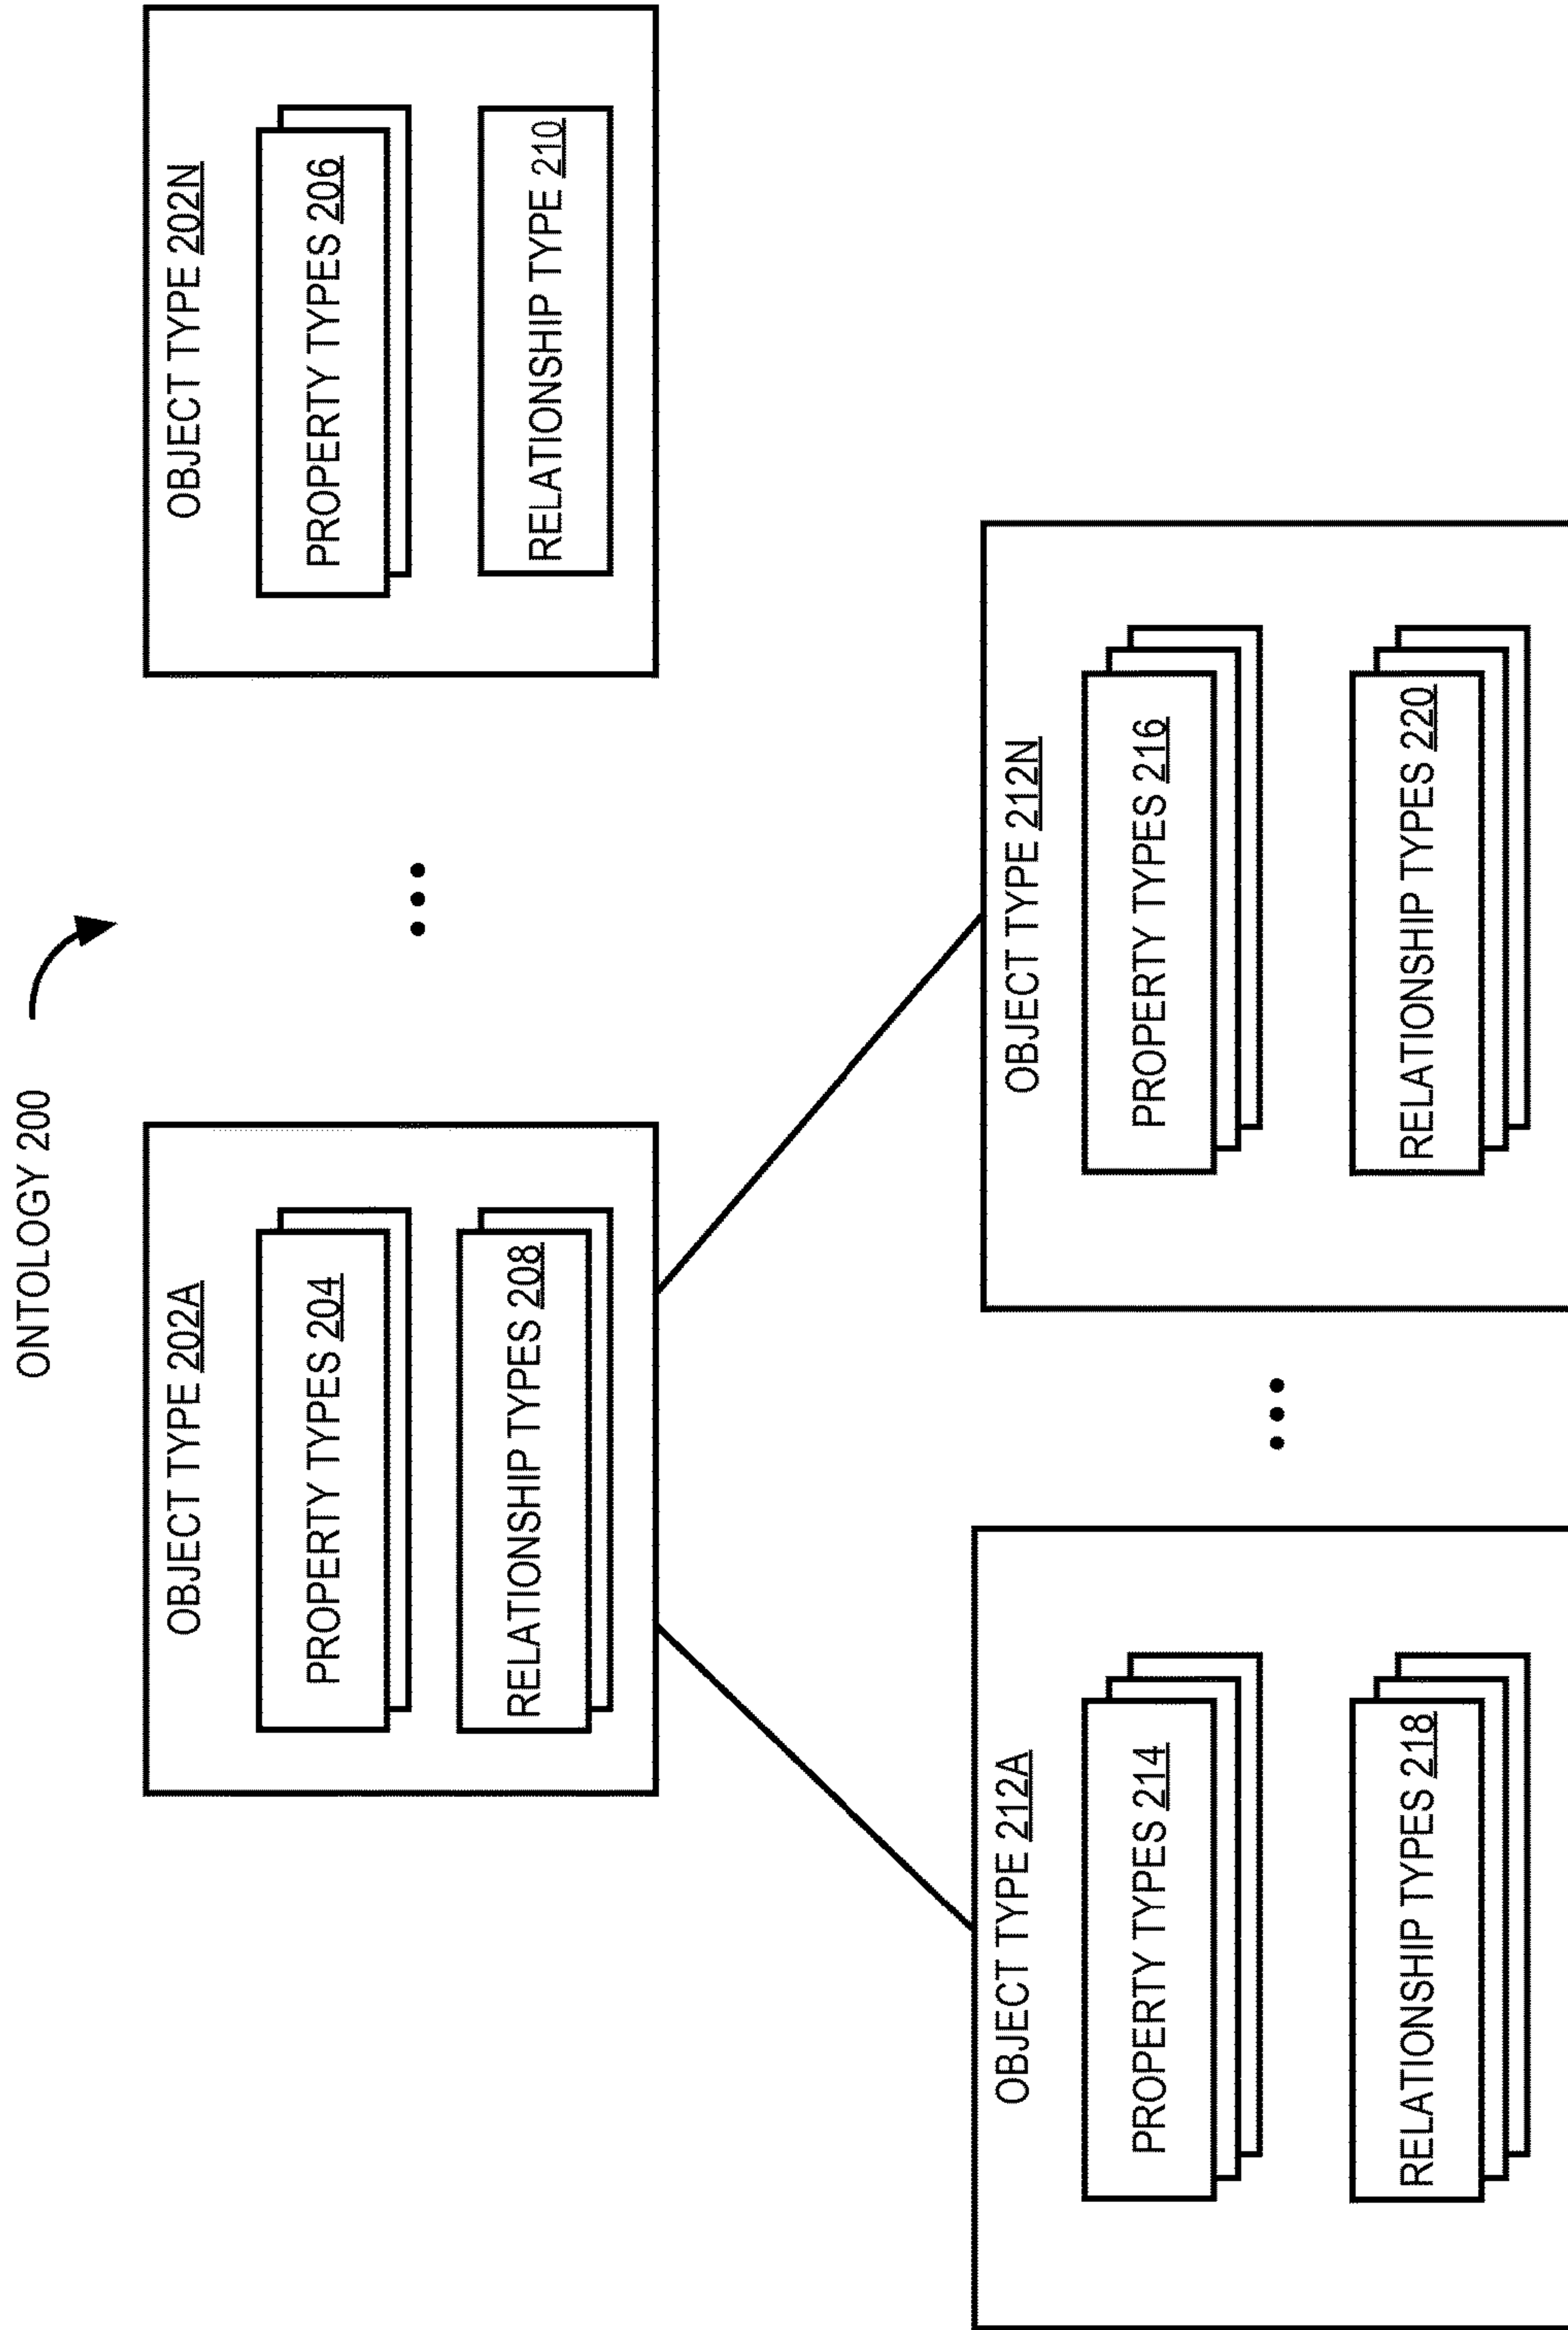 ONTOLOGY 200
OBJECT TYPE 202A
PROPERTY TYPES 204
RELATIONSHIP TYPES 208
OBJECT TYPE 202N
PROPERTY TYPES 206
RELATIONSHIP TYPE 210
OBJECT TYPE 212A
PROPERTY TYPES 214
RELATIONSHIP TYPES 218
OBJECT TYPE 212N
PROPERTY TYPES 216
RELATIONSHIP TYPES 220